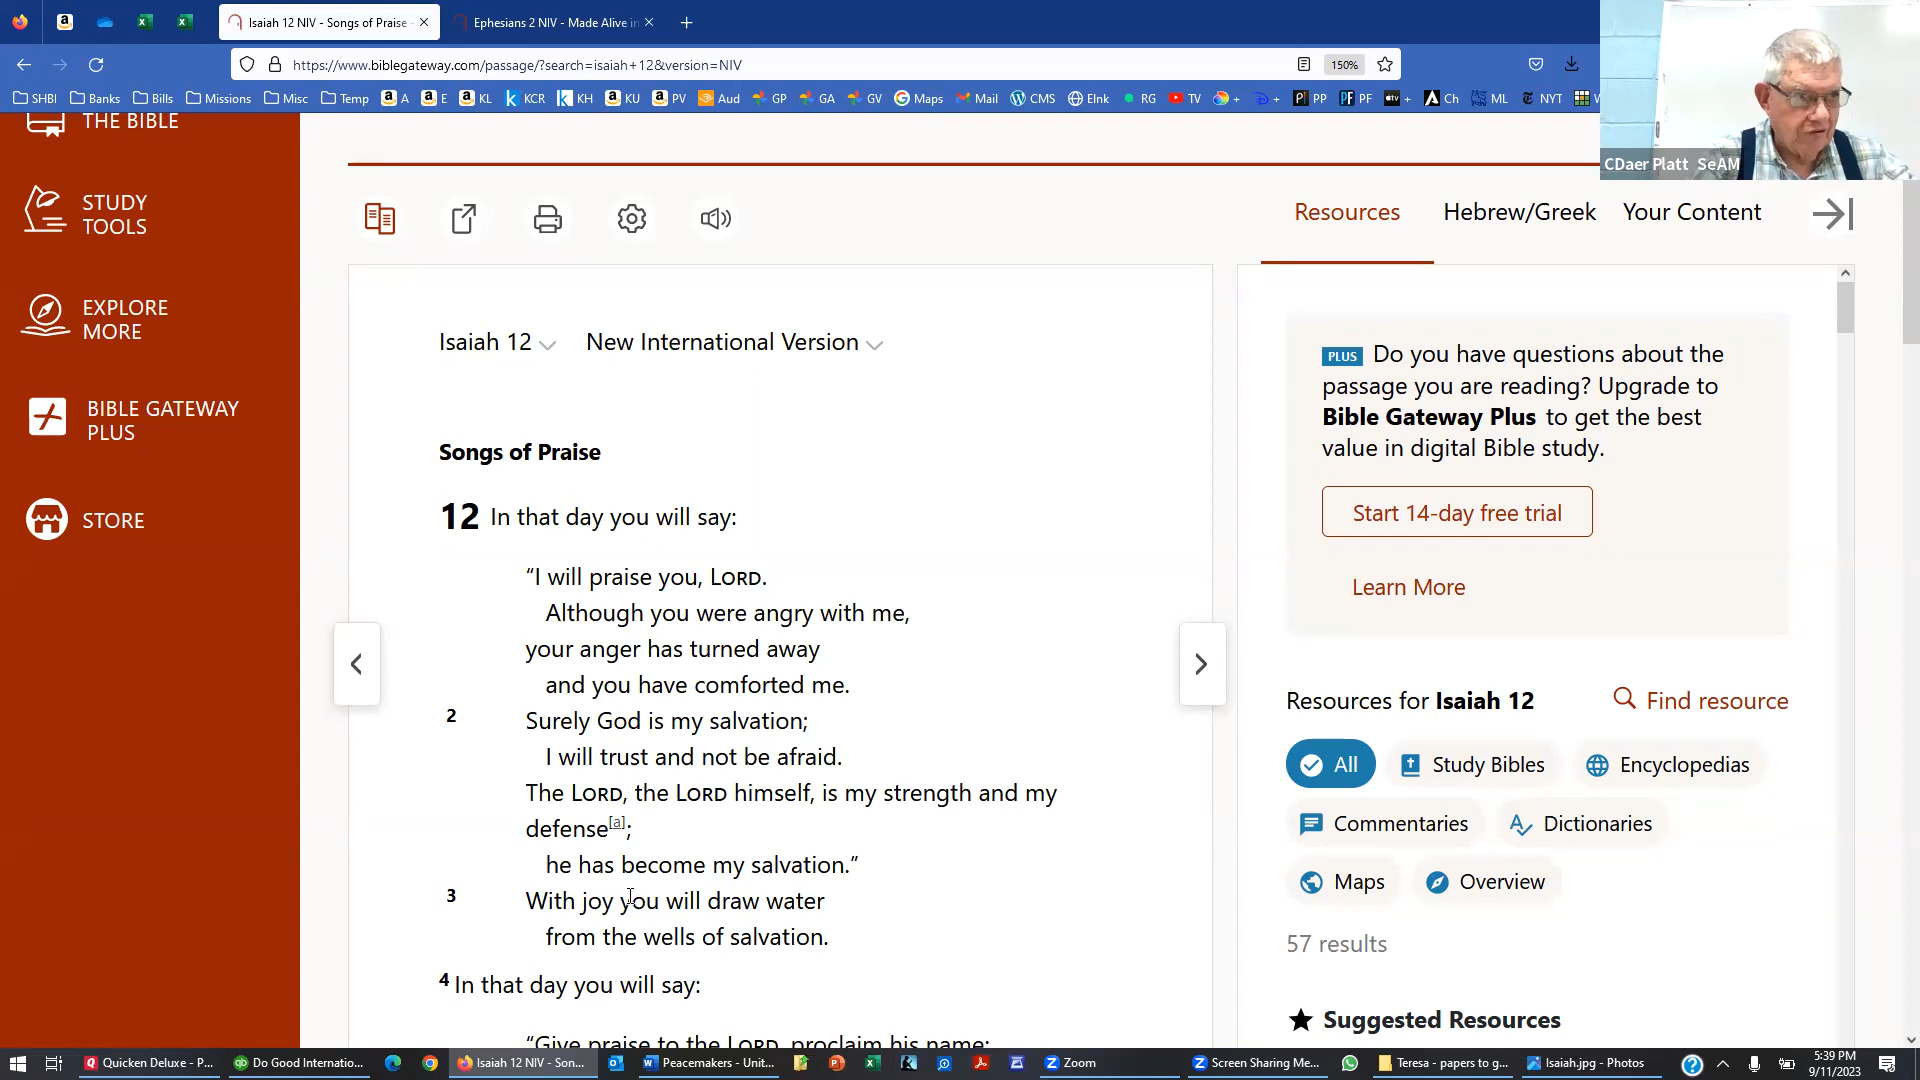 Isaiah 12 NIV - Songs of Praise -
Ephesians 2 NIV - Made Alive in
https://www.biblegateway.com/passage/?search=isaiah+12&version=NIV
150%
SHBI Banks Bills Missions Misc Temp A E KL KCR KH KU PV Aud GP GA GV Maps Mail CMS EInk RG TV + + PP PF + Ch ML NYT
CDaer Platt SeAM
THE BIBLE
STUDY
TOOLS
EXPLORE
MORE
BIBLE GATEWAY
PLUS
STORE
Resources Hebrew/Greek Your Content
Isaiah 12 New International Version
Songs of Praise
12 In that day you will say:
“I will praise you, LORD.
Although you were angry with me,
your anger has turned away
and you have comforted me.
2 Surely God is my salvation;
I will trust and not be afraid.
The LORD, the LORD himself, is my strength and my
defense[a];
he has become my salvation.”
3 With joy you will draw water
from the wells of salvation.
4 In that day you will say:
“Give praise to the LORD, proclaim his name;
PLUS Do you have questions about the
passage you are reading? Upgrade to
Bible Gateway Plus to get the best
value in digital Bible study.
Start 14-day free trial
Learn More
Resources for Isaiah 12 Find resource
All Study Bibles Encyclopedias
Commentaries Dictionaries
Maps Overview
57 results
Suggested Resources
Quicken Deluxe - P... Do Good Internatio... Isaiah 12 NIV - Son... Peacemakers - Unit... Zoom Screen Sharing Me... Teresa - papers to g... Isaiah.jpg - Photos
5:39 PM
9/11/2023